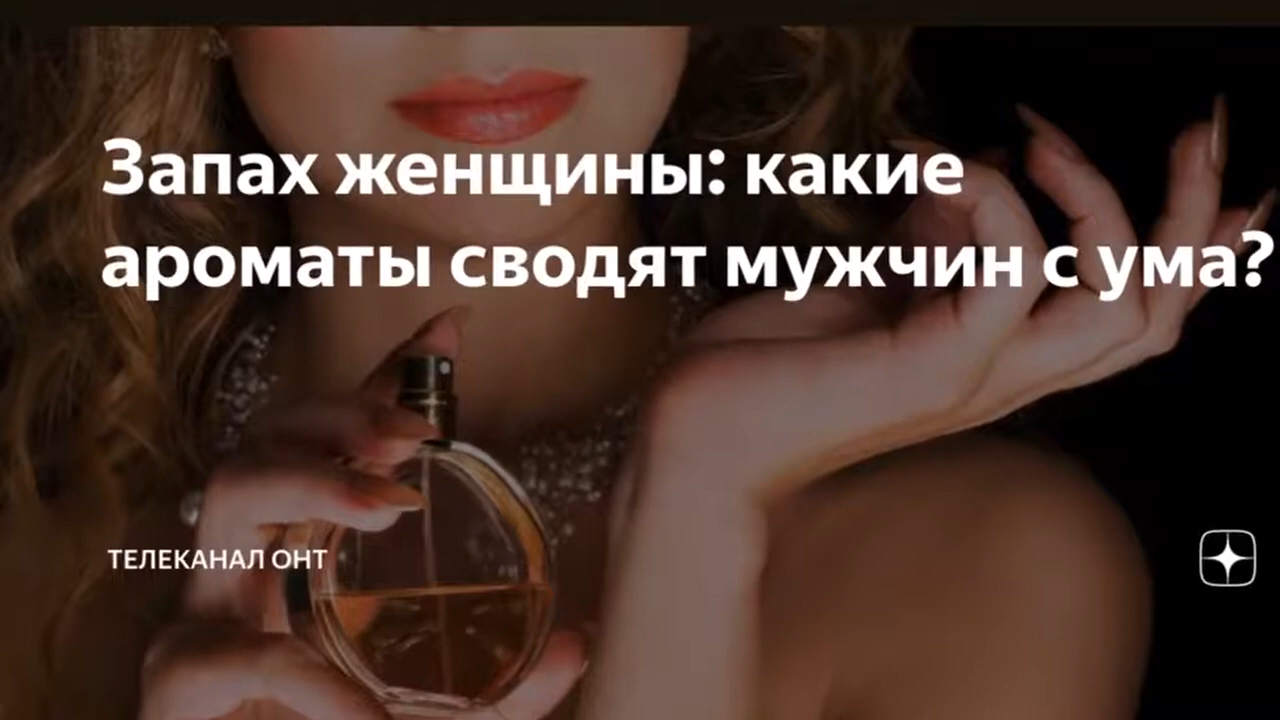 Запах женщины: какие
ароматы сводят мужчин с ума?
ТЕЛЕКАНАЛ ОНТ